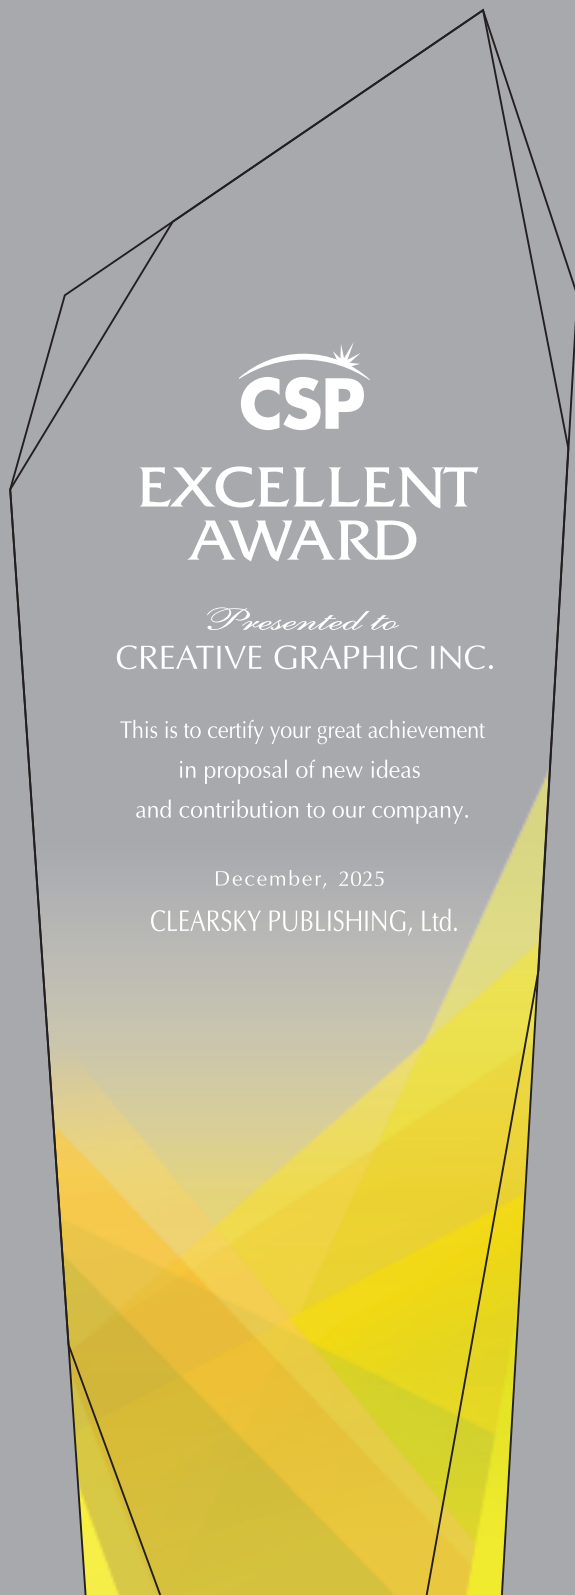 CSP
EXCELLENT
AWARD
Presented to
CREATIVE GRAPHIC INC.
This is to certify your great achievement
in proposal of new ideas
and contribution to our company.
December, 2025
CLEARSKY PUBLISHING, Ltd.